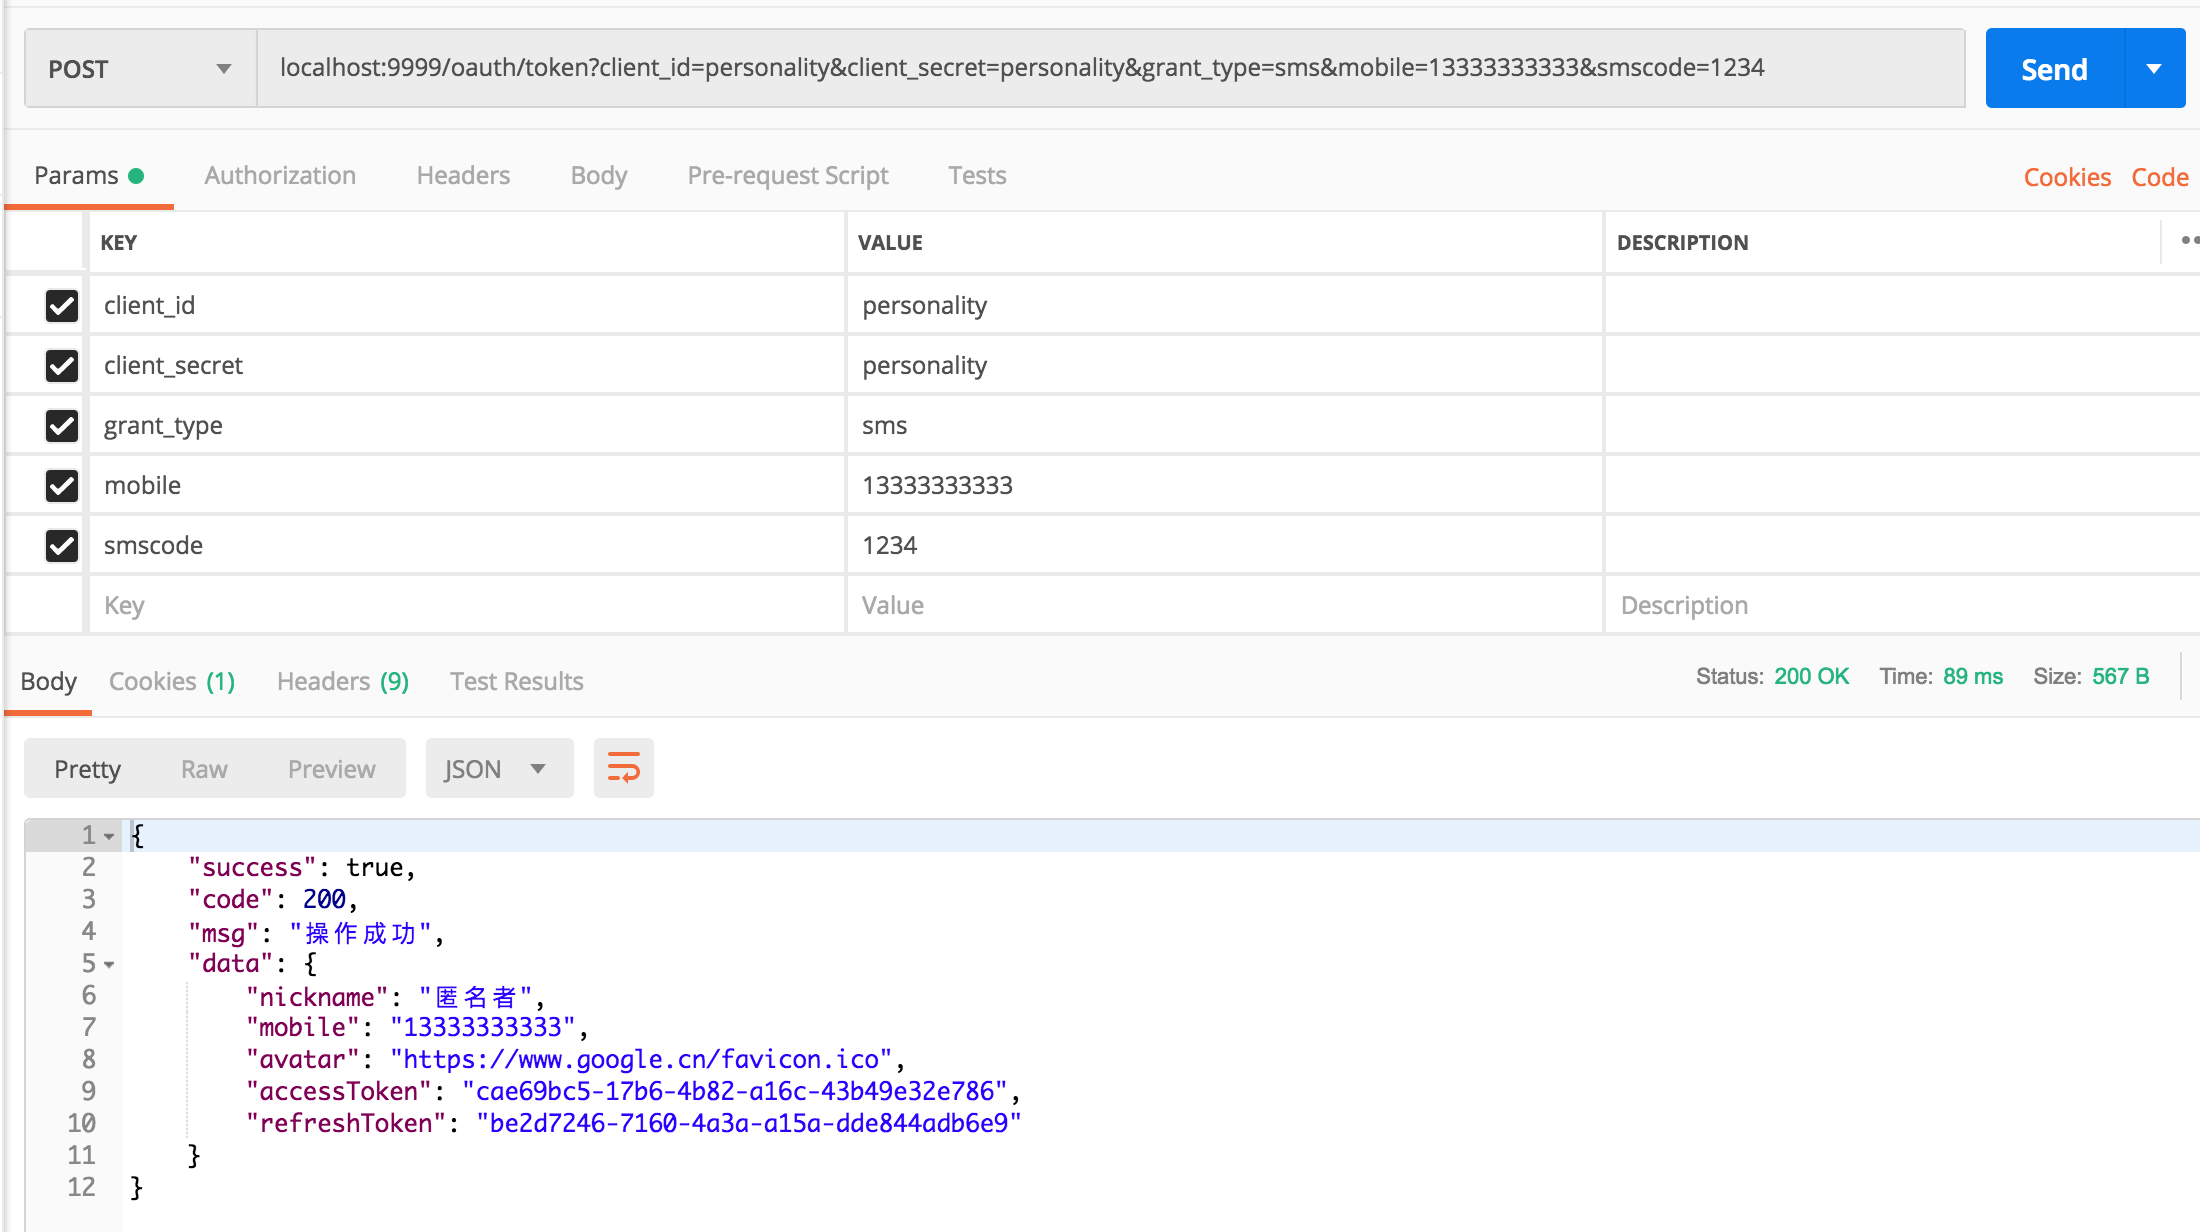 POST localhost:9999/oauth/token?client_id=personality&client_secret=personality&grant_type=sms&mobile=13333333333&smscode=1234 Send
Params Authorization Headers Body Pre-request Script Tests Cookies Code
KEY VALUE DESCRIPTION
client_id personality
client_secret personality
grant_type sms
mobile 13333333333
smscode 1234
Key Value Description
Body Cookies (1) Headers (9) Test Results Status: 200 OK Time: 89 ms Size: 567 B
Pretty Raw Preview JSON
1 {
2 "success": true,
3 "code": 200,
4 "msg": "操作成功",
5 "data": {
6 "nickname": "匿名者",
7 "mobile": "13333333333",
8 "avatar": "https://www.google.cn/favicon.ico",
9 "accessToken": "cae69bc5-17b6-4b82-a16c-43b49e32e786",
10 "refreshToken": "be2d7246-7160-4a3a-a15a-dde844adb6e9"
11 }
12 }